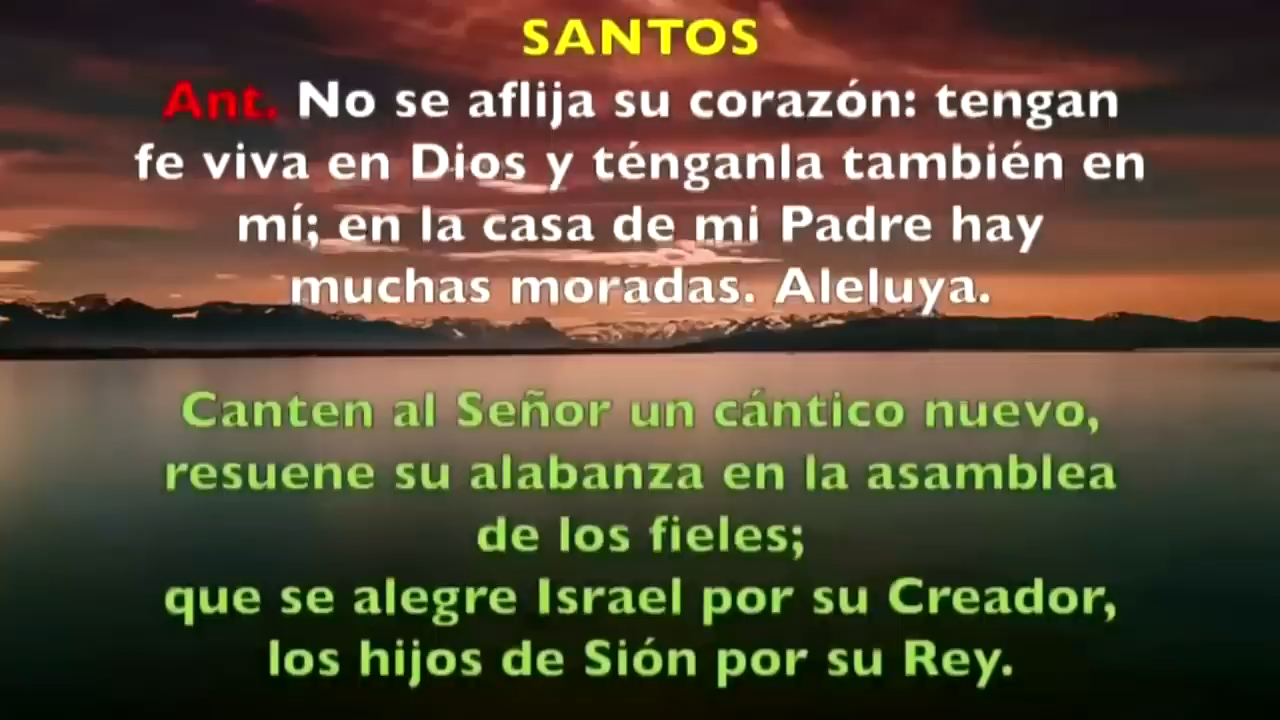 SANTOS
Ant. No se aflija su corazón: tengan
fe viva en Dios y ténganla también en
mí; en la casa de mi Padre hay
muchas moradas. Aleluya.
Canten al Señor un cántico nuevo,
resuene su alabanza en la asamblea
de los fieles;
que se alegre Israel por su Creador,
los hijos de Sión por su Rey.